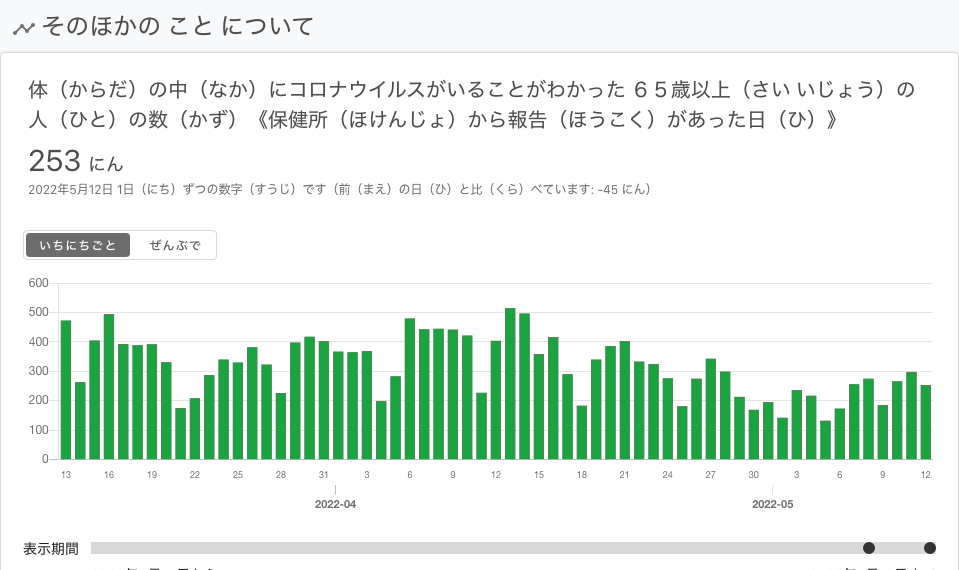 そのほかの こと について
体（からだ）の中（なか）にコロナウイルスがいることがわかった ６５歳以上（さい いじょう）の
人（ひと）の数（かず）《保健所（ほけんじょ）から報告（ほうこく）があった日（ひ）》
253 にん
2022年5月12日 1日（にち）ずつの数字（すうじ）です（前（まえ）の日（ひ）と比（くら）べています: -45 にん）
いちにちごと ぜんぶで
600
500
400
300
200
100
0
13 16 19 22 25 28 31 3 6 9 12 15 18 21 24 27 30 3 6 9 12
2022-04 2022-05
表示期間